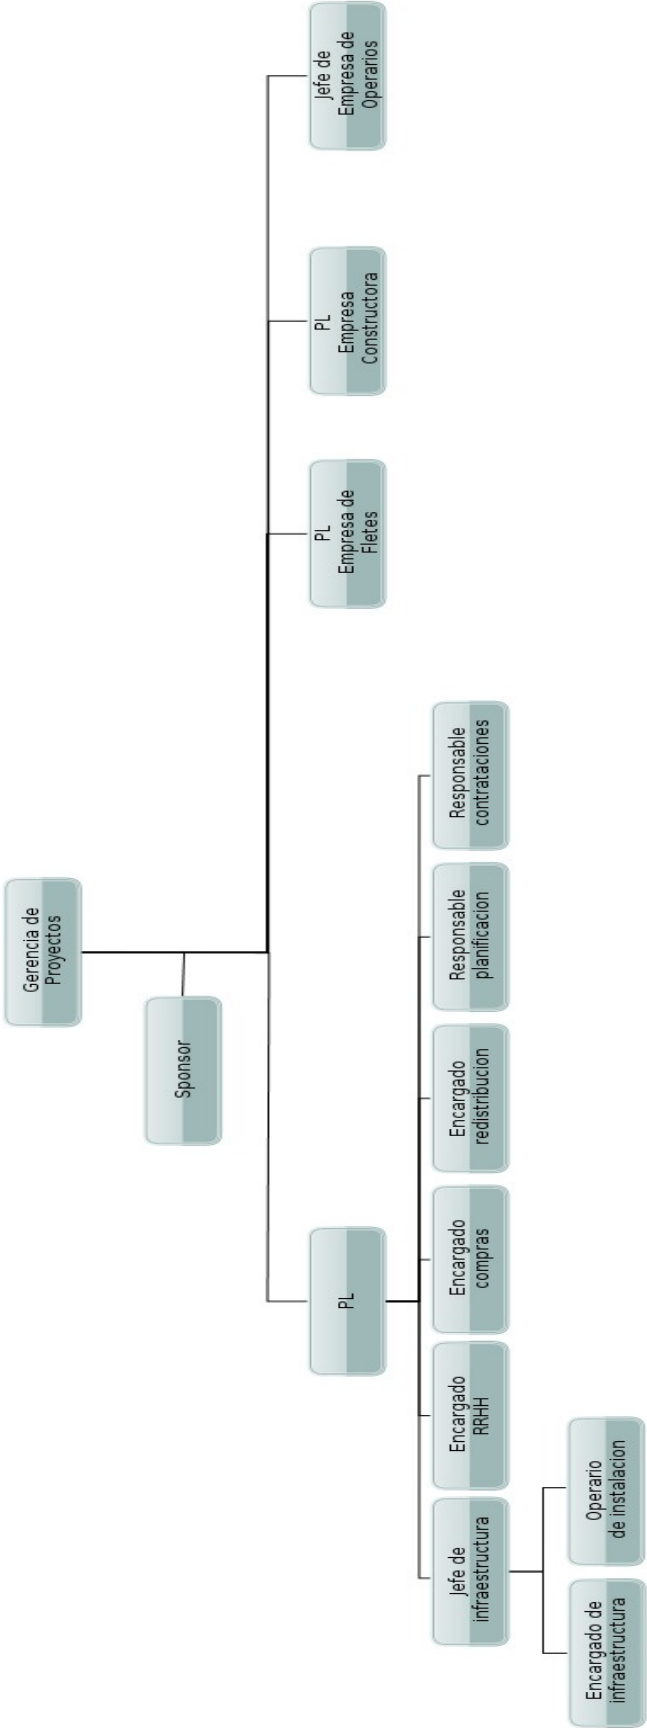 Gerencia de
Proyectos
Sponsor
PL
PL
Empresa de
Fletes
PL
Empresa
Constructora
Jefe de
Empresa de
Operarios
Jefe de
infraestructura
Encargado
RRHH
Encargado
compras
Encargado
redistribucion
Responsable
planificacion
Responsable
contrataciones
Encargado de
infraestructura
Operario
de instalacion